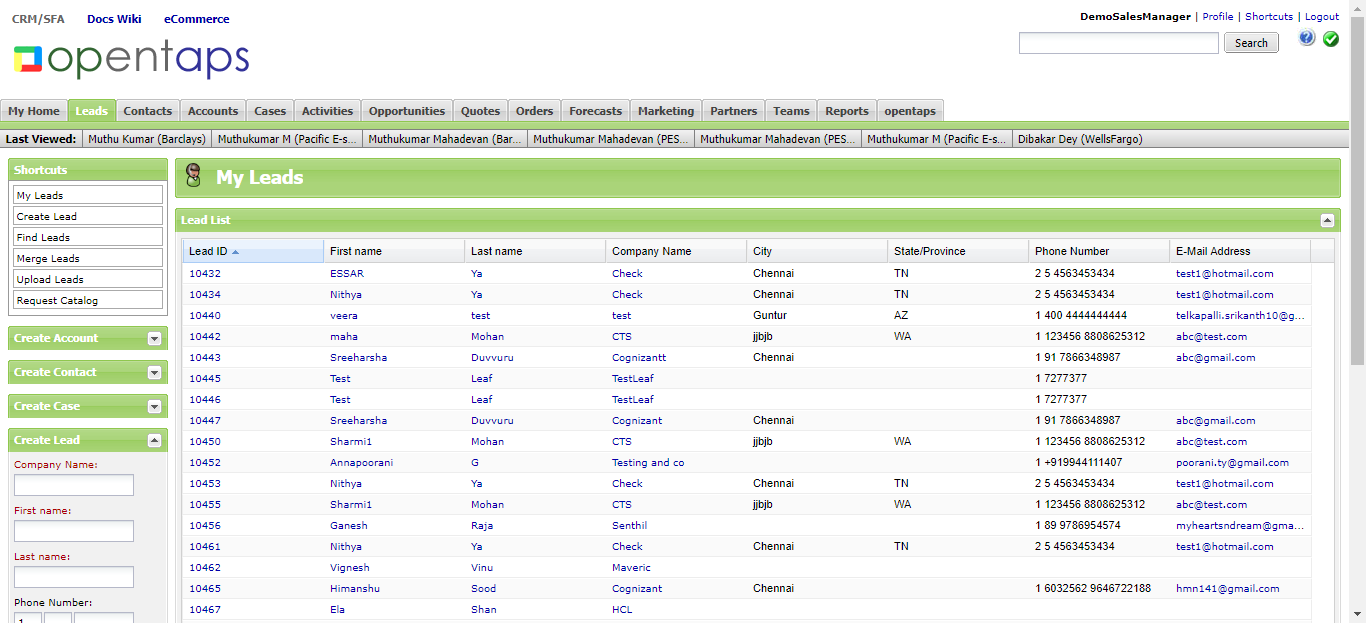 CRM/SFA Docs Wiki eCommerce
DemoSalesManager | Profile | Shortcuts | Logout
opentaps
Search
My Home Leads Contacts Accounts Cases Activities Opportunities Quotes Orders Forecasts Marketing Partners Teams Reports opentaps
Last Viewed: Muthu Kumar (Barclays) Muthukumar M (Pacific E-s... Muthukumar Mahadevan (Bar... Muthukumar Mahadevan (PES... Muthukumar Mahadevan (PES... Muthukumar M (Pacific E-s... Dibakar Dey (WellsFargo)
Shortcuts
My Leads
Create Lead
Find Leads
Merge Leads
Upload Leads
Request Catalog
Create Account
Create Contact
Create Case
Create Lead
Company Name:
First name:
Last name:
Phone Number:
1
My Leads
Lead List
Lead ID First name Last name Company Name City State/Province Phone Number E-Mail Address
10432 ESSAR Ya Check Chennai TN 2 5 4563453434 test1@hotmail.com
10434 Nithya Ya Check Chennai TN 2 5 4563453434 test1@hotmail.com
10440 veera test test Guntur AZ 1 400 4444444444 telkapalli.srikanth10@g...
10442 maha Mohan CTS jjbjb WA 1 123456 8808625312 abc@test.com
10443 Sreeharsha Duvvuru Cognizantt Chennai 1 91 7866348987 abc@gmail.com
10445 Test Leaf TestLeaf 1 7277377
10446 Test Leaf TestLeaf 1 7277377
10447 Sreeharsha Duvvuru Cognizant Chennai 1 91 7866348987 abc@gmail.com
10450 Sharmi1 Mohan CTS jjbjb WA 1 123456 8808625312 abc@test.com
10452 Annapoorani G Testing and co 1 +919944111407 poorani.ty@gmail.com
10453 Nithya Ya Check Chennai TN 2 5 4563453434 test1@hotmail.com
10455 Sharmi1 Mohan CTS jjbjb WA 1 123456 8808625312 abc@test.com
10456 Ganesh Raja Senthil 1 89 9786954574 myheartsndream@gma...
10461 Nithya Ya Check Chennai TN 2 5 4563453434 test1@hotmail.com
10462 Vignesh Vinu Maveric
10465 Himanshu Sood Cognizant Chennai 1 6032562 9646722188 hmn141@gmail.com
10467 Ela Shan HCL